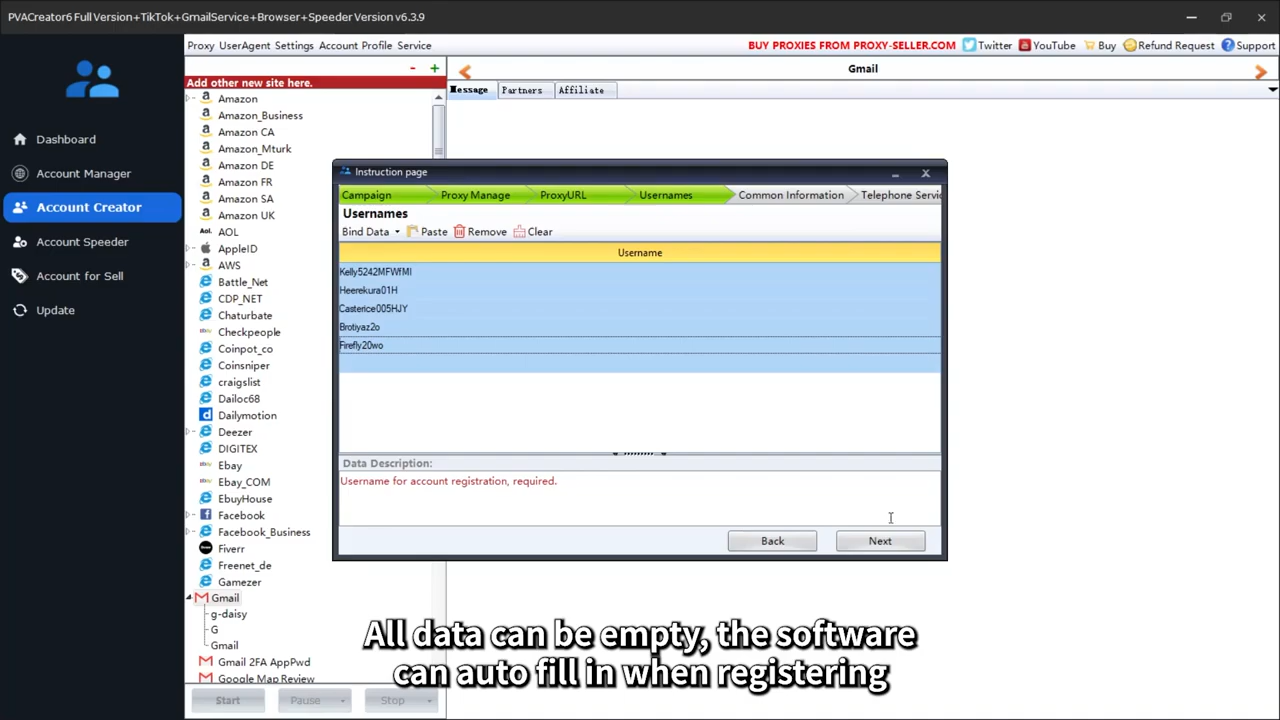 PVACreator6 Full Version+TikTok+GmailService+Browser+Speeder Version v6.3.9
Proxy UserAgent Settings Account Profile Service
BUY PROXIES FROM PROXY-SELLER.COM Twitter YouTube Buy Refund Request Support
Dashboard
Account Manager
Account Creator
Account Speeder
Account for Sell
Update
- +
Add other new site here.
Amazon
Amazon_Business
Amazon CA
Amazon_Mturk
Amazon DE
Amazon FR
Amazon SA
Amazon UK
AOL
AppleID
AWS
Battle_Net
CDP_NET
Chaturbate
Checkpeople
Coinpot_co
Coinsniper
craigslist
Dailoc68
Dailymotion
Deezer
DIGITEX
Ebay
Ebay_COM
EbuyHouse
Facebook
Facebook_Business
Fiverr
Freenet_de
Gamezer
Gmail
g-daisy
G
Gmail
Gmail 2FA AppPwd
Google Map Review
Start Pause Stop
Gmail
Message Partners Affiliate
Instruction page
Campaign Proxy Manage ProxyURL Usernames Common Information Telephone Servic
Usernames
Bind Data Paste Remove Clear
Username
Kelly5242MFWfMI
Heerekura01H
Casterice005HJY
Brotiyaz2o
Firefly20wo
Data Description:
Username for account registration, required.
Back Next
All data can be empty, the software
can auto fill in when registering